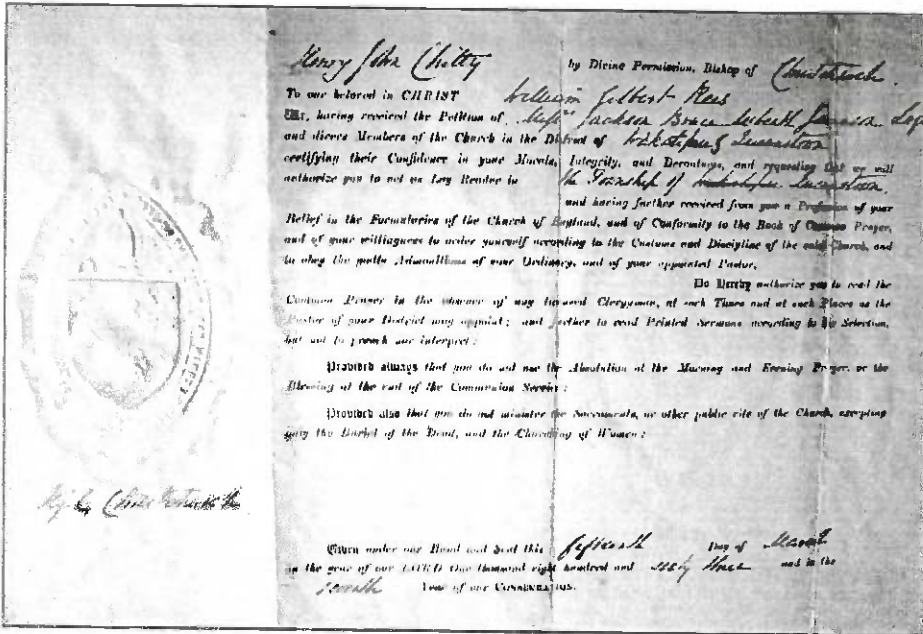 Henry John Chitty by Divine Permission, Bishop of Christchurch
To our beloved in CHRIST William Gilbert Rees
We, having received the Petition of Jackson
and divers Members of the Church in the District of
certifying their Confidence in your Morals, Integrity, and Devoutness, and requesting that we will
authorize you to act as Lay Reader in the Township of
and having further received from you a Profession of your
Belief in the Formularies of the Church of England, and of Conformity to the Book of Common Prayer,
and of your willingness to order yourself according to the Customs and Discipline of the said Church, and
to obey the godly Admonitions of your Ordinary, and of your appointed Pastor,
Do Hereby authorize you to read the
Common Prayer in the absence of any licensed Clergyman, at such Times and at such Places as the
Pastor of your District may appoint; and further to read Printed Sermons according to his Selection,
but not to preach nor interpret:
Provided always that you do not use the Absolution at the Morning and Evening Prayer, or the
Blessing at the end of the Communion Service:
Provided also that you do not minister the Sacraments, or other public rite of the Church, excepting
only the Burial of the Dead, and the Churching of Women:
H. J. C. Christchurch
Given under our Hand and Seal this fifteenth Day of
in the year of our LORD One thousand eight hundred and sixty three and in the
seventh Year of our CONSECRATION.